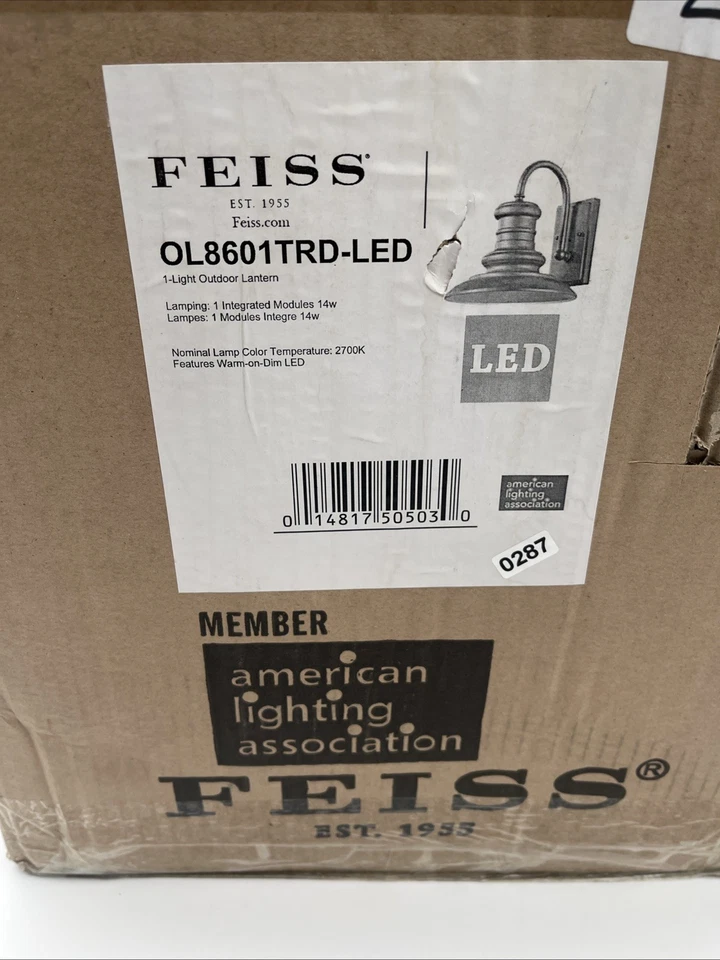 FEISS®
EST. 1955
Feiss.com
OL8601TRD-LED
1-Light Outdoor Lantern
Lamping: 1 Integrated Modules 14w
Lampes: 1 Modules Integre 14w
Nominal Lamp Color Temperature: 2700K
Features Warm-on-Dim LED
LED
0 14817 50503 0
american
lighting
association
0287
MEMBER
american
lighting
association
FEISS®
EST. 1955